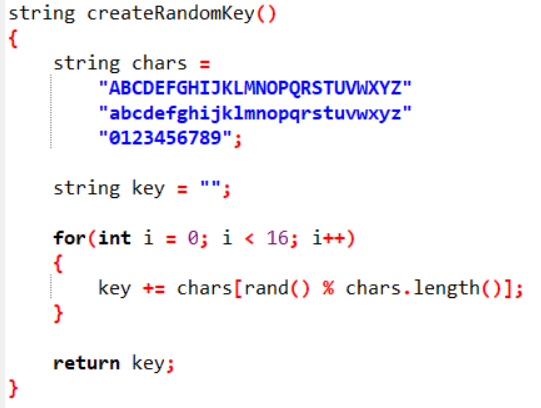 string createRandomKey()
{
    string chars =
        "ABCDEFGHIJKLMNOPQRSTUVWXYZ"
        "abcdefghijklmnopqrstuvwxyz"
        "0123456789";
    string key = "";
    for(int i = 0; i < 16; i++)
    {
        key += chars[rand() % chars.length()];
    }
    return key;
}